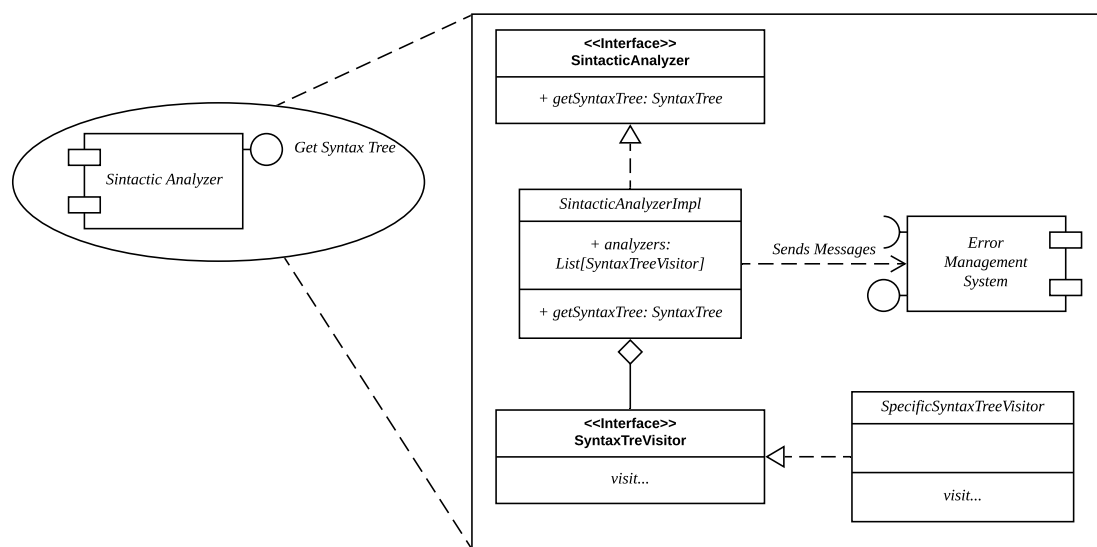 <<Interface>>
SintacticAnalyzer
+ getSyntaxTree: SyntaxTree
Get Syntax Tree
Sintactic Analyzer
SintacticAnalyzerImpl
+ analyzers:
List[SyntaxTreeVisitor]
+ getSyntaxTree: SyntaxTree
Sends Messages
Error
Management
System
<<Interface>>
SyntaxTreVisitor
visit...
SpecificSyntaxTreeVisitor
visit...